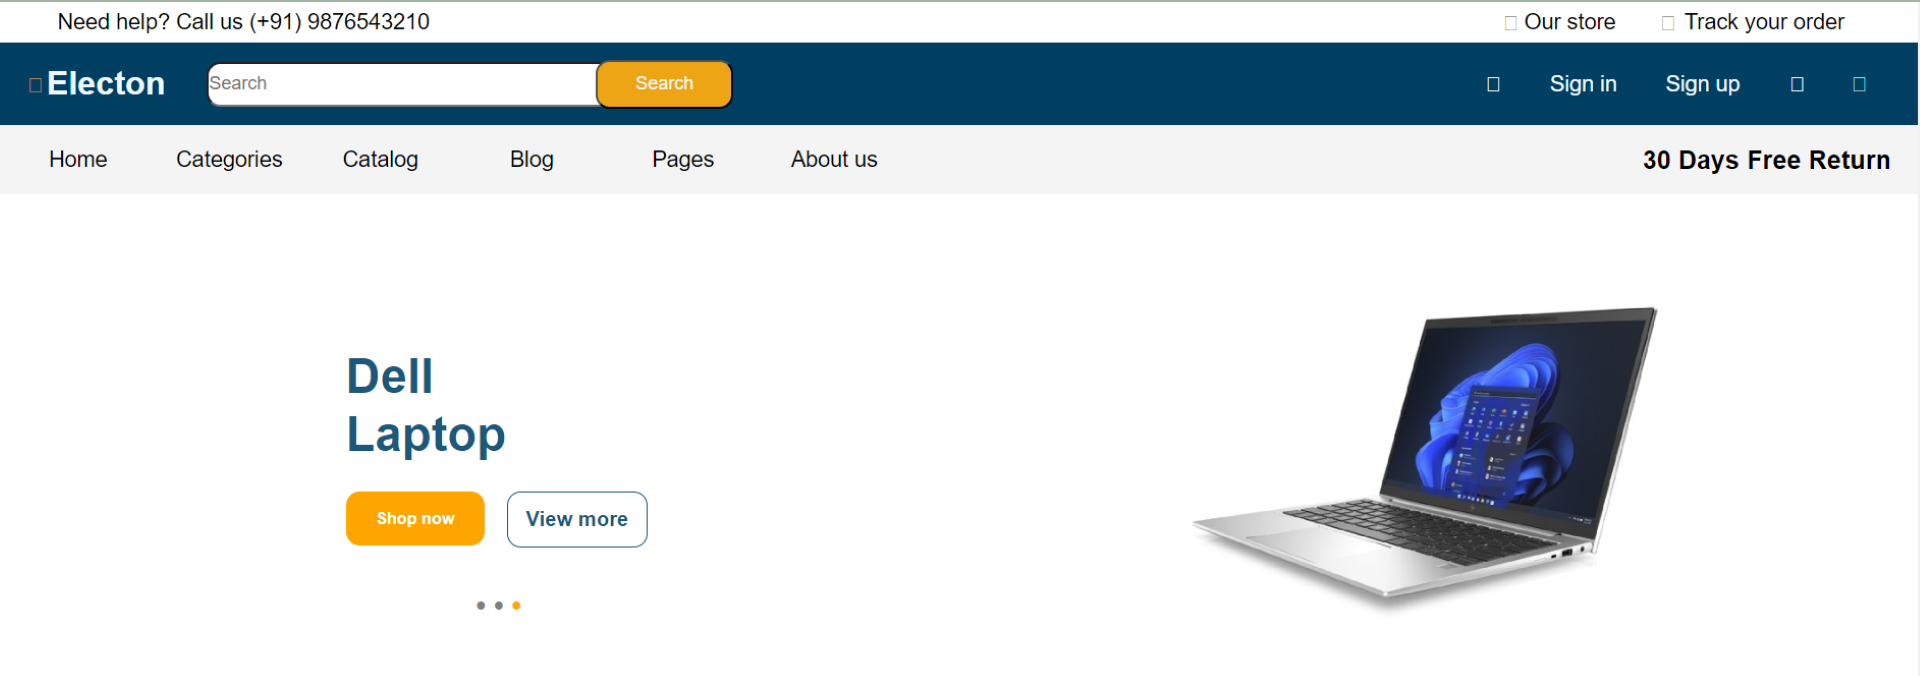 Need help? Call us (+91) 9876543210 Our store Track your order
Electon Search Search Sign in Sign up
Home Categories Catalog Blog Pages About us 30 Days Free Return
Dell
Laptop
Shop now View more